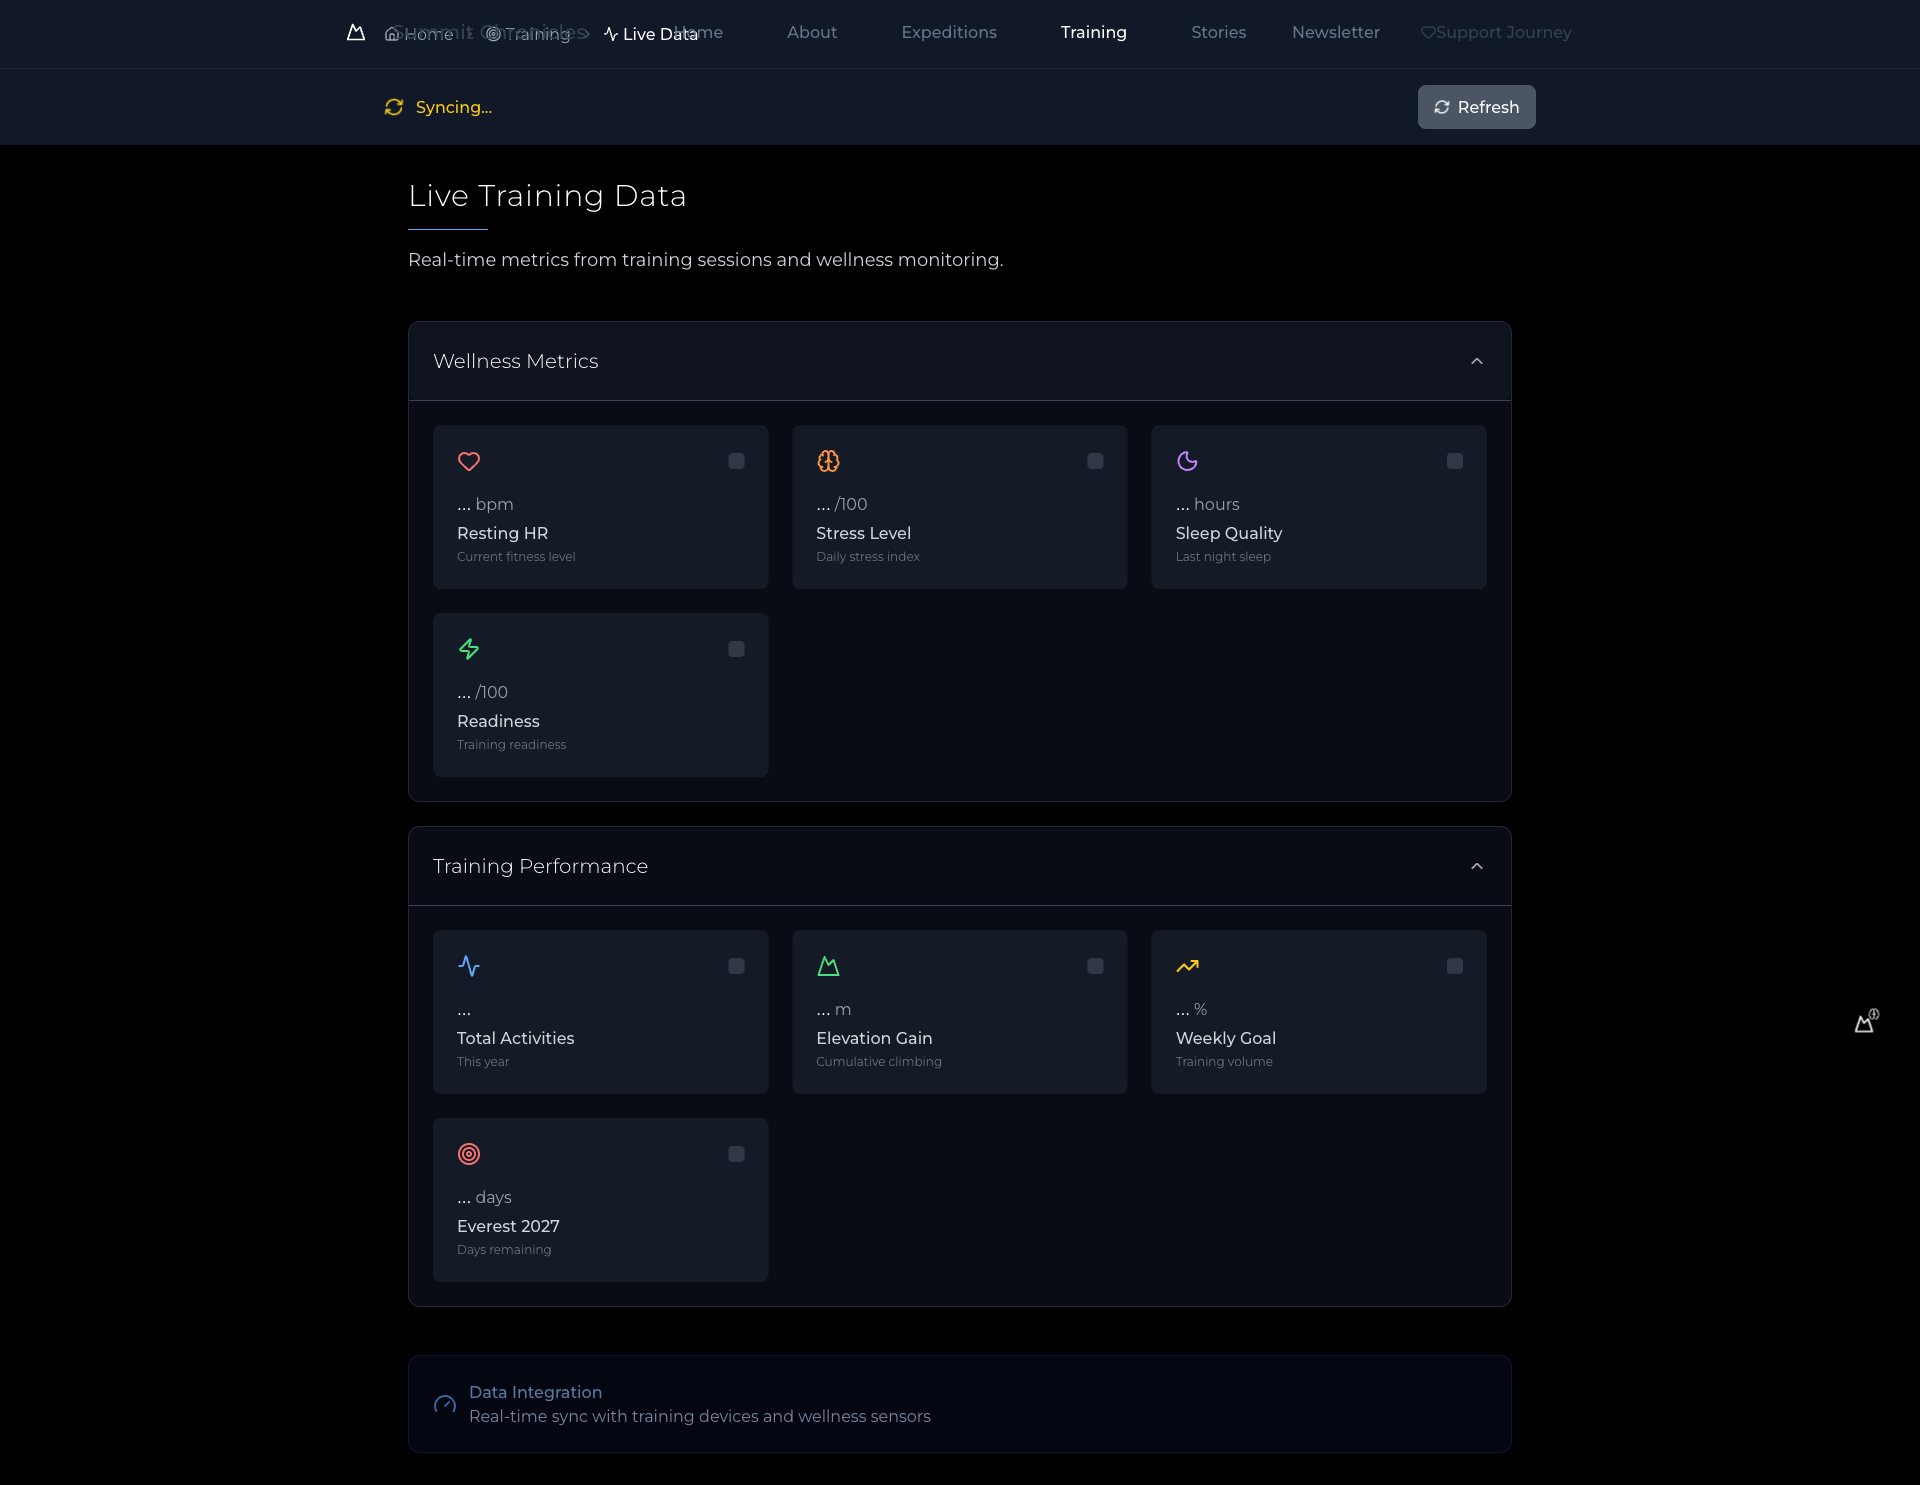 Summit Chronicles
Home Training Live Data
Home About Expeditions Training Stories Newsletter Support Journey
Syncing... Refresh
Live Training Data
Real-time metrics from training sessions and wellness monitoring.
Wellness Metrics
... bpm
Resting HR
Current fitness level
... /100
Stress Level
Daily stress index
... hours
Sleep Quality
Last night sleep
... /100
Readiness
Training readiness
Training Performance
...
Total Activities
This year
... m
Elevation Gain
Cumulative climbing
... %
Weekly Goal
Training volume
... days
Everest 2027
Days remaining
Data Integration
Real-time sync with training devices and wellness sensors